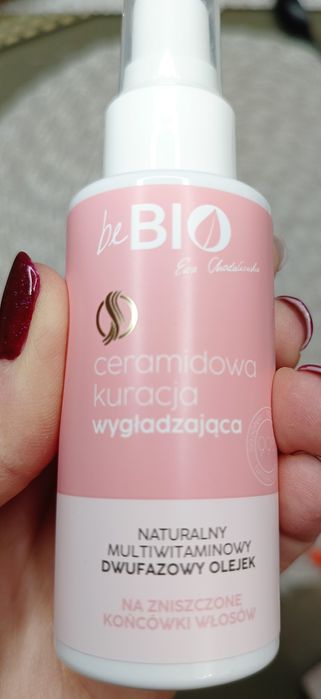 beBIO
Ewa Chodakowska
ceramidowa
kuracja
wygładzająca
NATURALNY
MULTIWITAMINOWY
DWUFAZOWY OLEJEK
NA ZNISZCZONE
KOŃCÓWKI WŁOSÓW